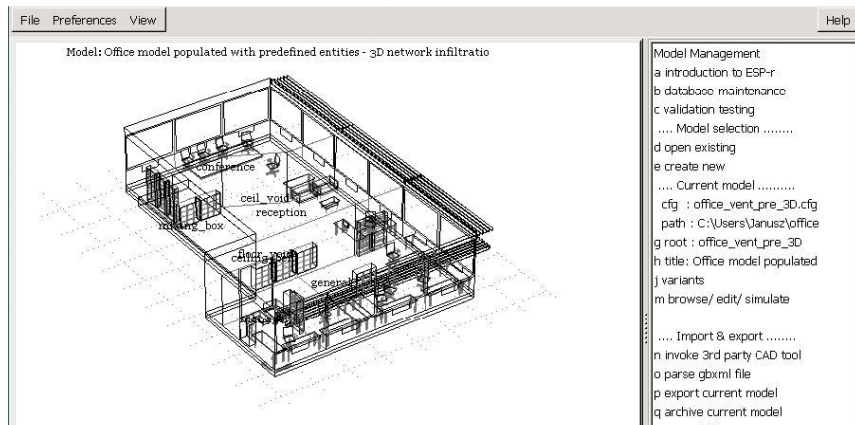 File Preferences View
Help
Model: Office model populated with predefined entities - 3D network infiltratio
conference
ceil_void
reception
general
Model Management
a introduction to ESP-r
b database maintenance
c validation testing
.... Model selection ........
d open existing
e create new
.... Current model ..........
cfg : office_vent_pre_3D.cfg
path : C:\Users\Janusz\office
g root : office_vent_pre_3D
h title: Office model populated
j variants
m browse/ edit/ simulate
.... Import & export ........
n invoke 3rd party CAD tool
o parse gbxml file
p export current model
q archive current model